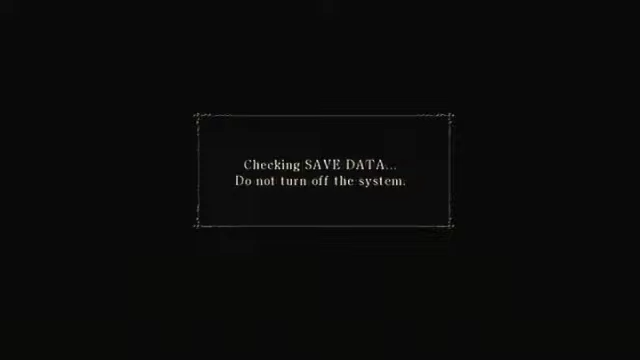 Checking SAVE DATA...
Do not turn off the system.